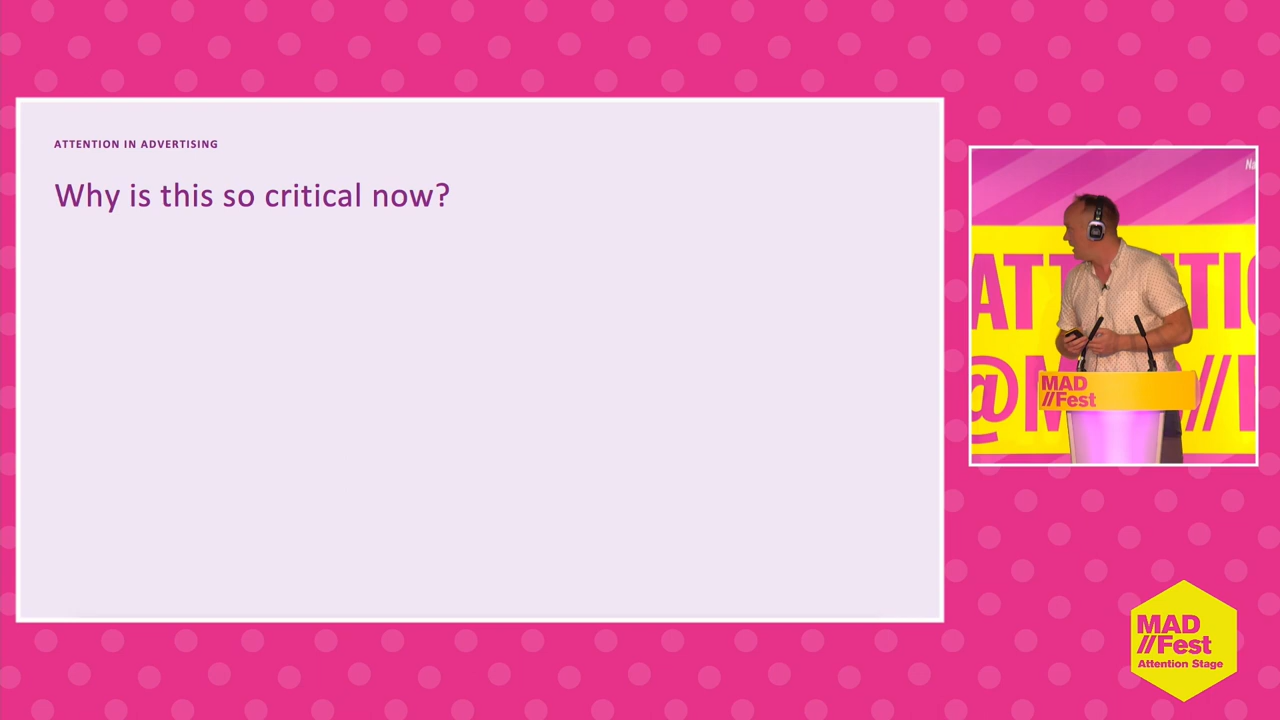 ATTENTION IN ADVERTISING
Why is this so critical now?
MAD
//Fest
MAD
//Fest
Attention Stage